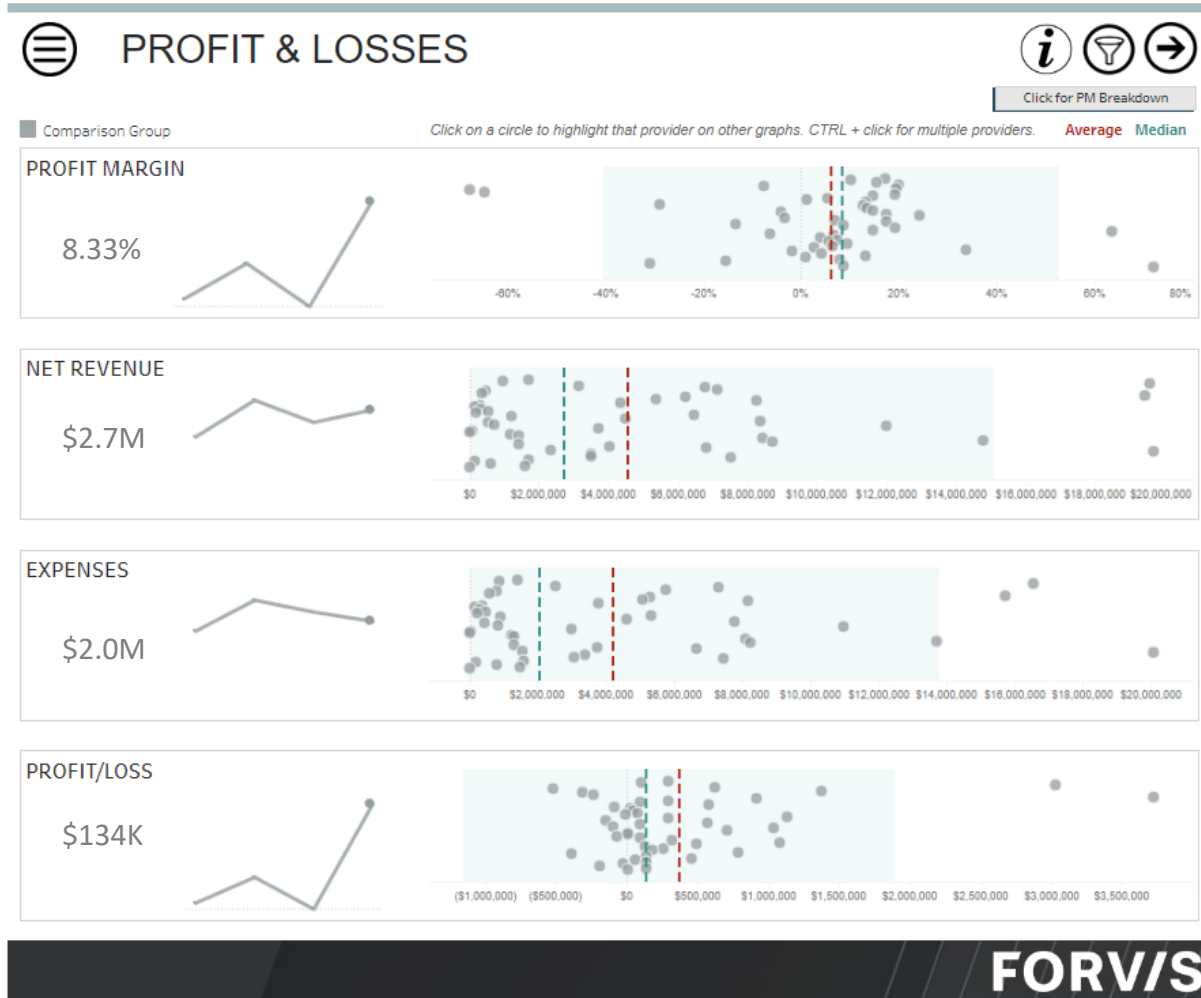 PROFIT & LOSSES
i
Click for PM Breakdown
Comparison Group
Click on a circle to highlight that provider on other graphs. CTRL + click for multiple providers. Average Median
PROFIT MARGIN
8.33%
-60% -40% -20% 0% 20% 40% 60% 80%
NET REVENUE
$2.7M
$0 $2,000,000 $4,000,000 $6,000,000 $8,000,000 $10,000,000 $12,000,000 $14,000,000 $16,000,000 $18,000,000 $20,000,000
EXPENSES
$2.0M
$0 $2,000,000 $4,000,000 $6,000,000 $8,000,000 $10,000,000 $12,000,000 $14,000,000 $16,000,000 $18,000,000 $20,000,000
PROFIT/LOSS
$134K
($1,000,000) ($500,000) $0 $500,000 $1,000,000 $1,500,000 $2,000,000 $2,500,000 $3,000,000 $3,500,000
FORVIS